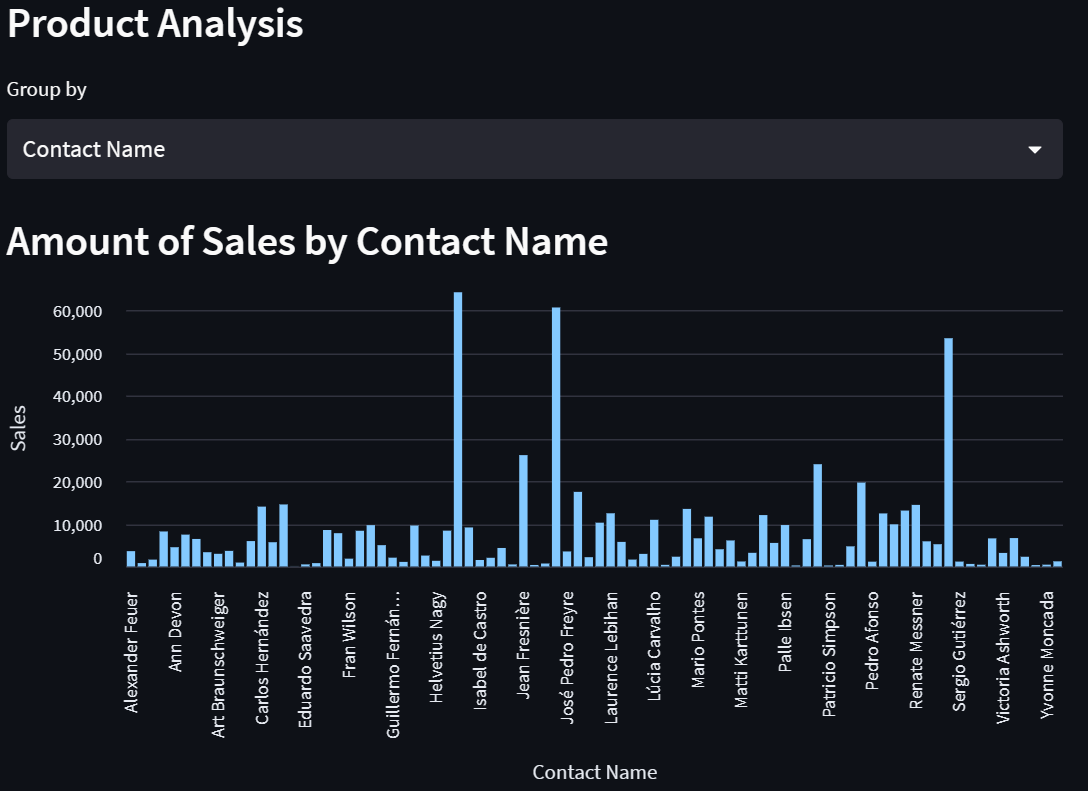 Product Analysis
Group by
Contact Name
Amount of Sales by Contact Name
60,000
50,000
40,000
30,000
20,000
10,000
0
Sales
Alexander Feuer
Ann Devon
Art Braunschweiger
Carlos Hernández
Eduardo Saavedra
Fran Wilson
Guillermo Fernán…
Helvetius Nagy
Isabel de Castro
Jean Fresnière
José Pedro Freyre
Laurence Lebihan
Lúcia Carvalho
Mario Pontes
Matti Karttunen
Palle Ibsen
Patricio Simpson
Pedro Afonso
Renate Messner
Sergio Gutiérrez
Victoria Ashworth
Yvonne Moncada
Contact Name